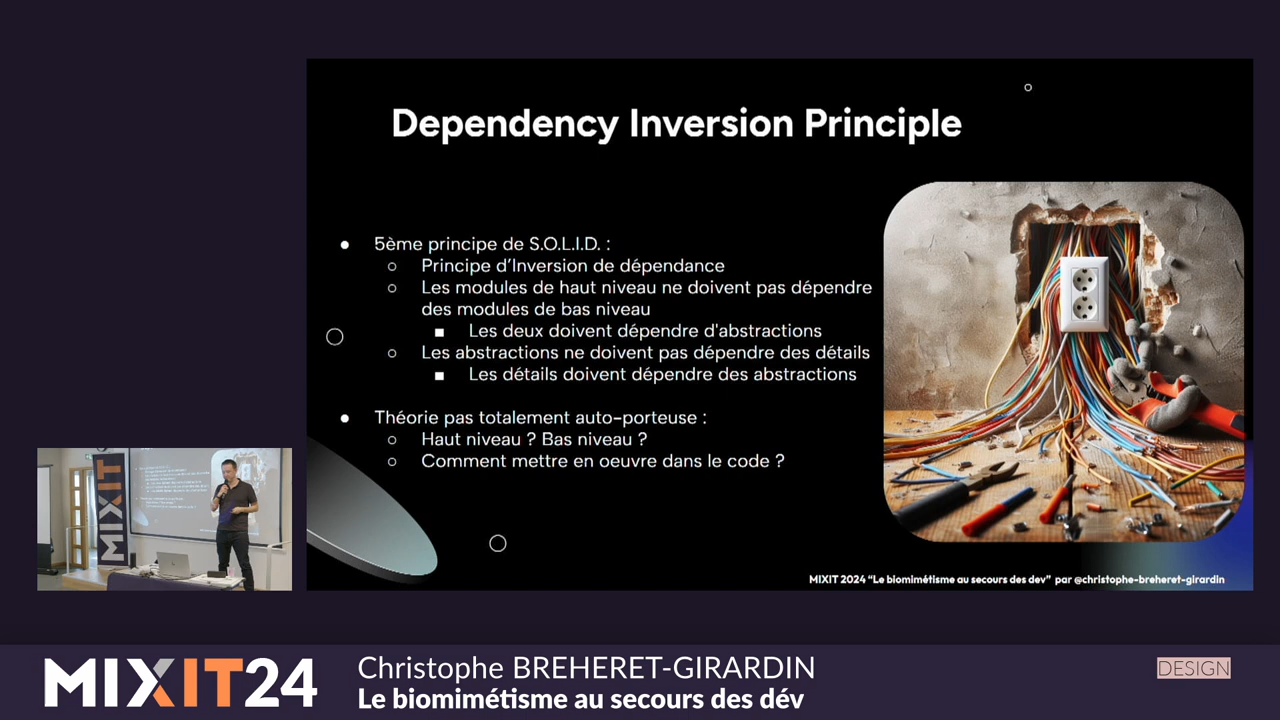 Dependency Inversion Principle
5ème principe de S.O.L.I.D. :
Principe d'Inversion de dépendance
Les modules de haut niveau ne doivent pas dépendre
des modules de bas niveau
Les deux doivent dépendre d'abstractions
Les abstractions ne doivent pas dépendre des détails
Les détails doivent dépendre des abstractions
Théorie pas totalement auto-porteuse :
Haut niveau ? Bas niveau ?
Comment mettre en oeuvre dans le code ?
MIXIT 2024 "Le biomimétisme au secours des dev" par @christophe-breheret-girardin
MIXIT
MIXIT24
Christophe BREHERET-GIRARDIN
Le biomimétisme au secours des dév
DESIGN